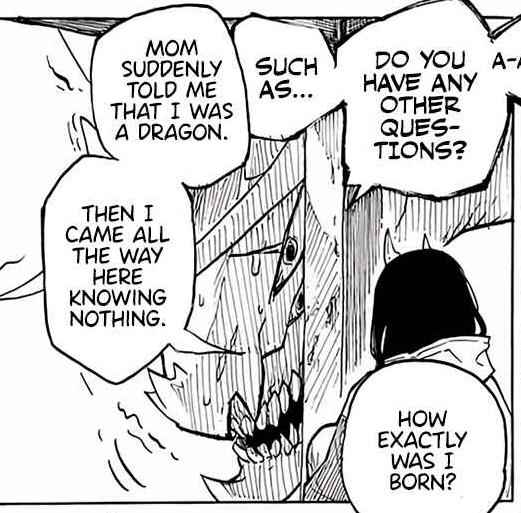 A-
DO YOU
HAVE ANY
OTHER
QUES-
TIONS?
SUCH
AS...
MOM
SUDDENLY
TOLD ME
THAT I WAS
A DRAGON.
THEN I
CAME ALL
THE WAY
HERE
KNOWING
NOTHING.
HOW
EXACTLY
WAS I
BORN?